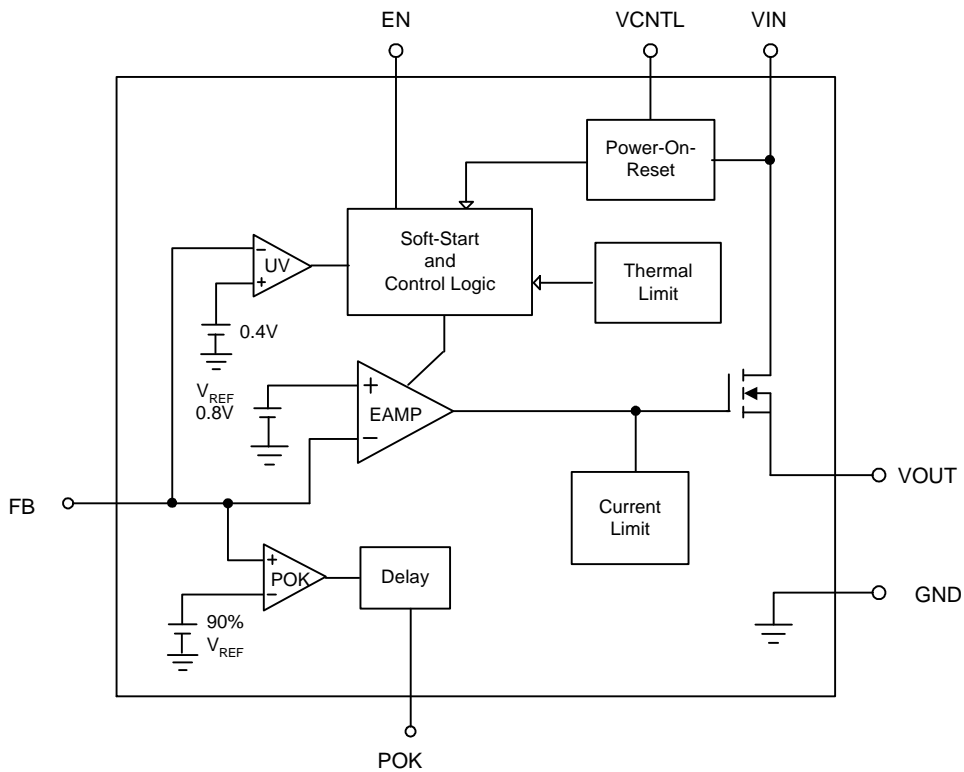 EN
VCNTL
VIN
Power-On-
Reset
Soft-Start
and
Control Logic
Thermal
Limit
UV
−
+
0.4V
VREF
0.8V
+
EAMP
−
VOUT
FB
Current
Limit
+
POK
−
Delay
GND
90%
VREF
POK